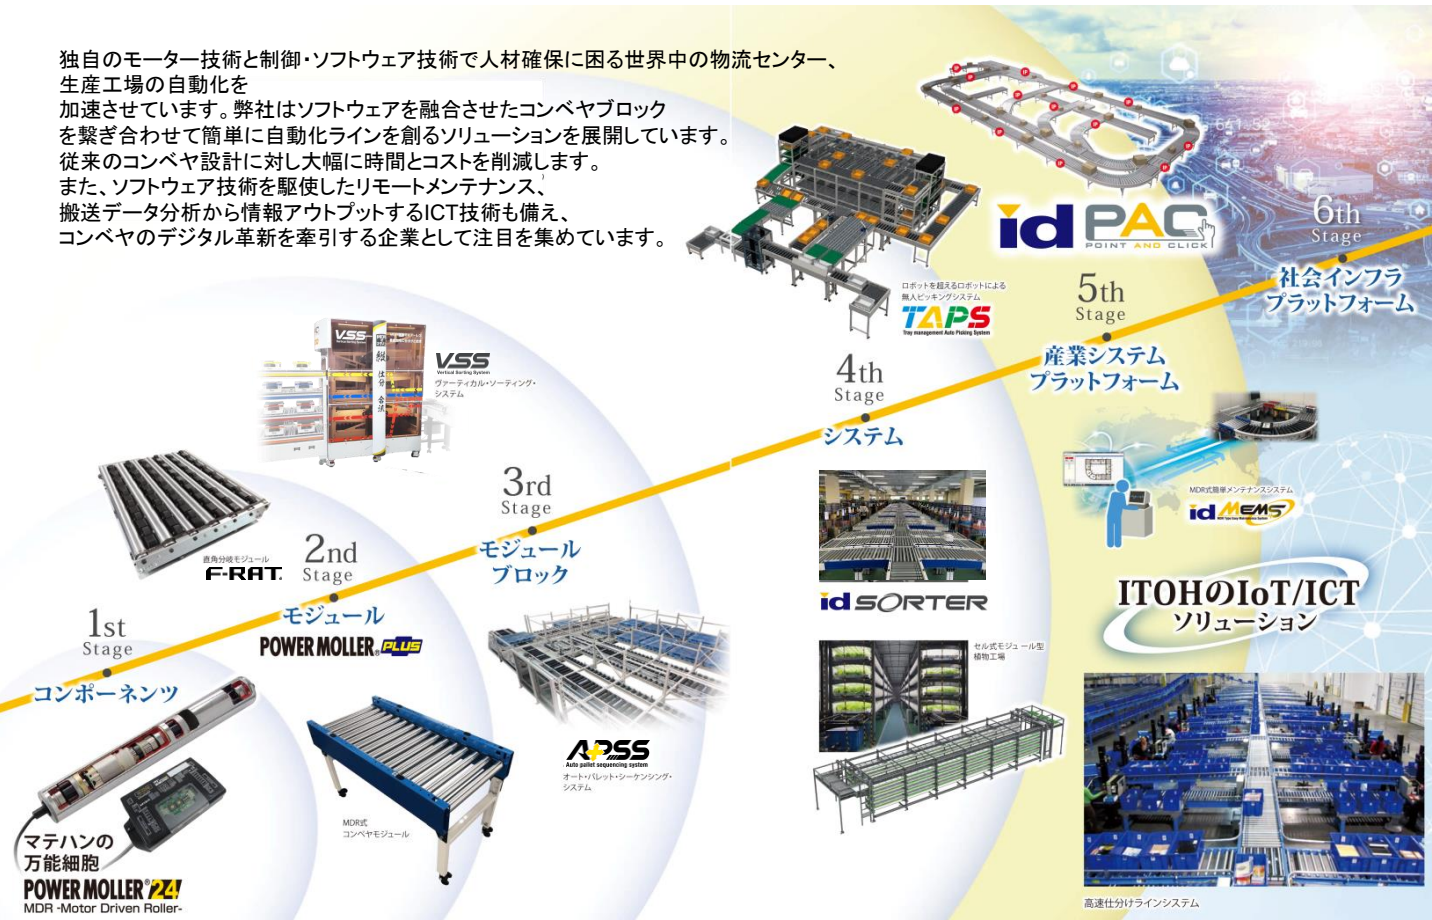 独自のモーター技術と制御・ソフトウェア技術で人材確保に困る世界中の物流センター、
生産工場の自動化を
加速させています。弊社はソフトウェアを融合させたコンベヤブロック
を繋ぎ合わせて簡単に自動化ラインを創るソリューションを展開しています。
従来のコンベヤ設計に対し大幅に時間とコストを削減します。
また、ソフトウェア技術を駆使したリモートメンテナンス、
搬送データ分析から情報アウトプットするICT技術も備え、
コンベヤのデジタル革新を牽引する企業として注目を集めています。
id PAC
POINT AND CLICK
6th
Stage
社会インフラ
プラットフォーム
ロボットを超えるロボットによる
無人ピッキングシステム
TAPS
Tray management Auto Picking System
5th
Stage
産業システム
プラットフォーム
VSS
VSS
Vertical Sorting System
ヴァーティカル・ソーティング・
システム
4th
Stage
システム
3rd
Stage
モジュール
ブロック
MDR式簡単メンテナンスシステム
id MEMS
直角分岐モジュール
F-RAT
2nd
Stage
モジュール
POWER MOLLER® PLUS
id SORTER
ITOHのIoT/ICT
ソリューション
1st
Stage
コンポーネンツ
セル式モジュール型
植物工場
APSS
Auto pallet sequencing system
オート・パレット・シーケンシング・
システム
MDR式
コンベヤモジュール
マテハンの
万能細胞
POWER MOLLER® 24
MDR -Motor Driven Roller-
高速仕分けラインシステム